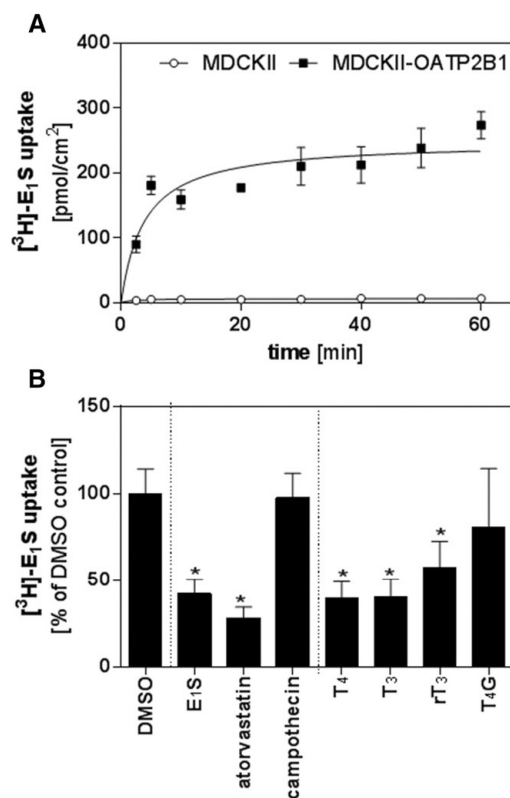 A
MDCKII MDCKII-OATP2B1
[³H]-E₁S uptake
[pmol/cm²]
400
300
200
100
0
0 20 40 60
time [min]
B
[³H]-E₁S uptake
[% of DMSO control]
150
100
50
0
* * * * *
DMSO
E₁S
atorvastatin
campothecin
T₄
T₃
rT₃
T₄G